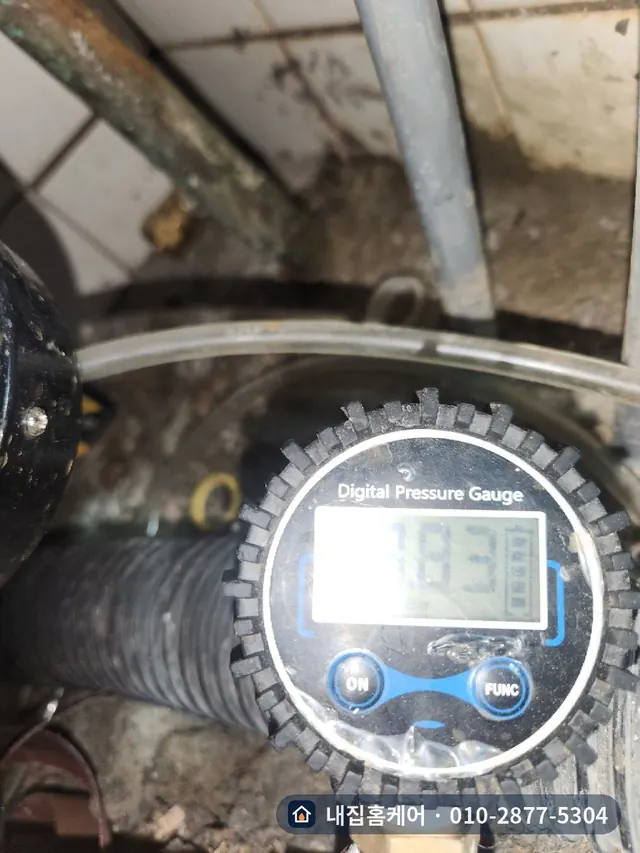 Digital Pressure Gauge
ON
FUNC
내집홈케어 · 010-2877-5304